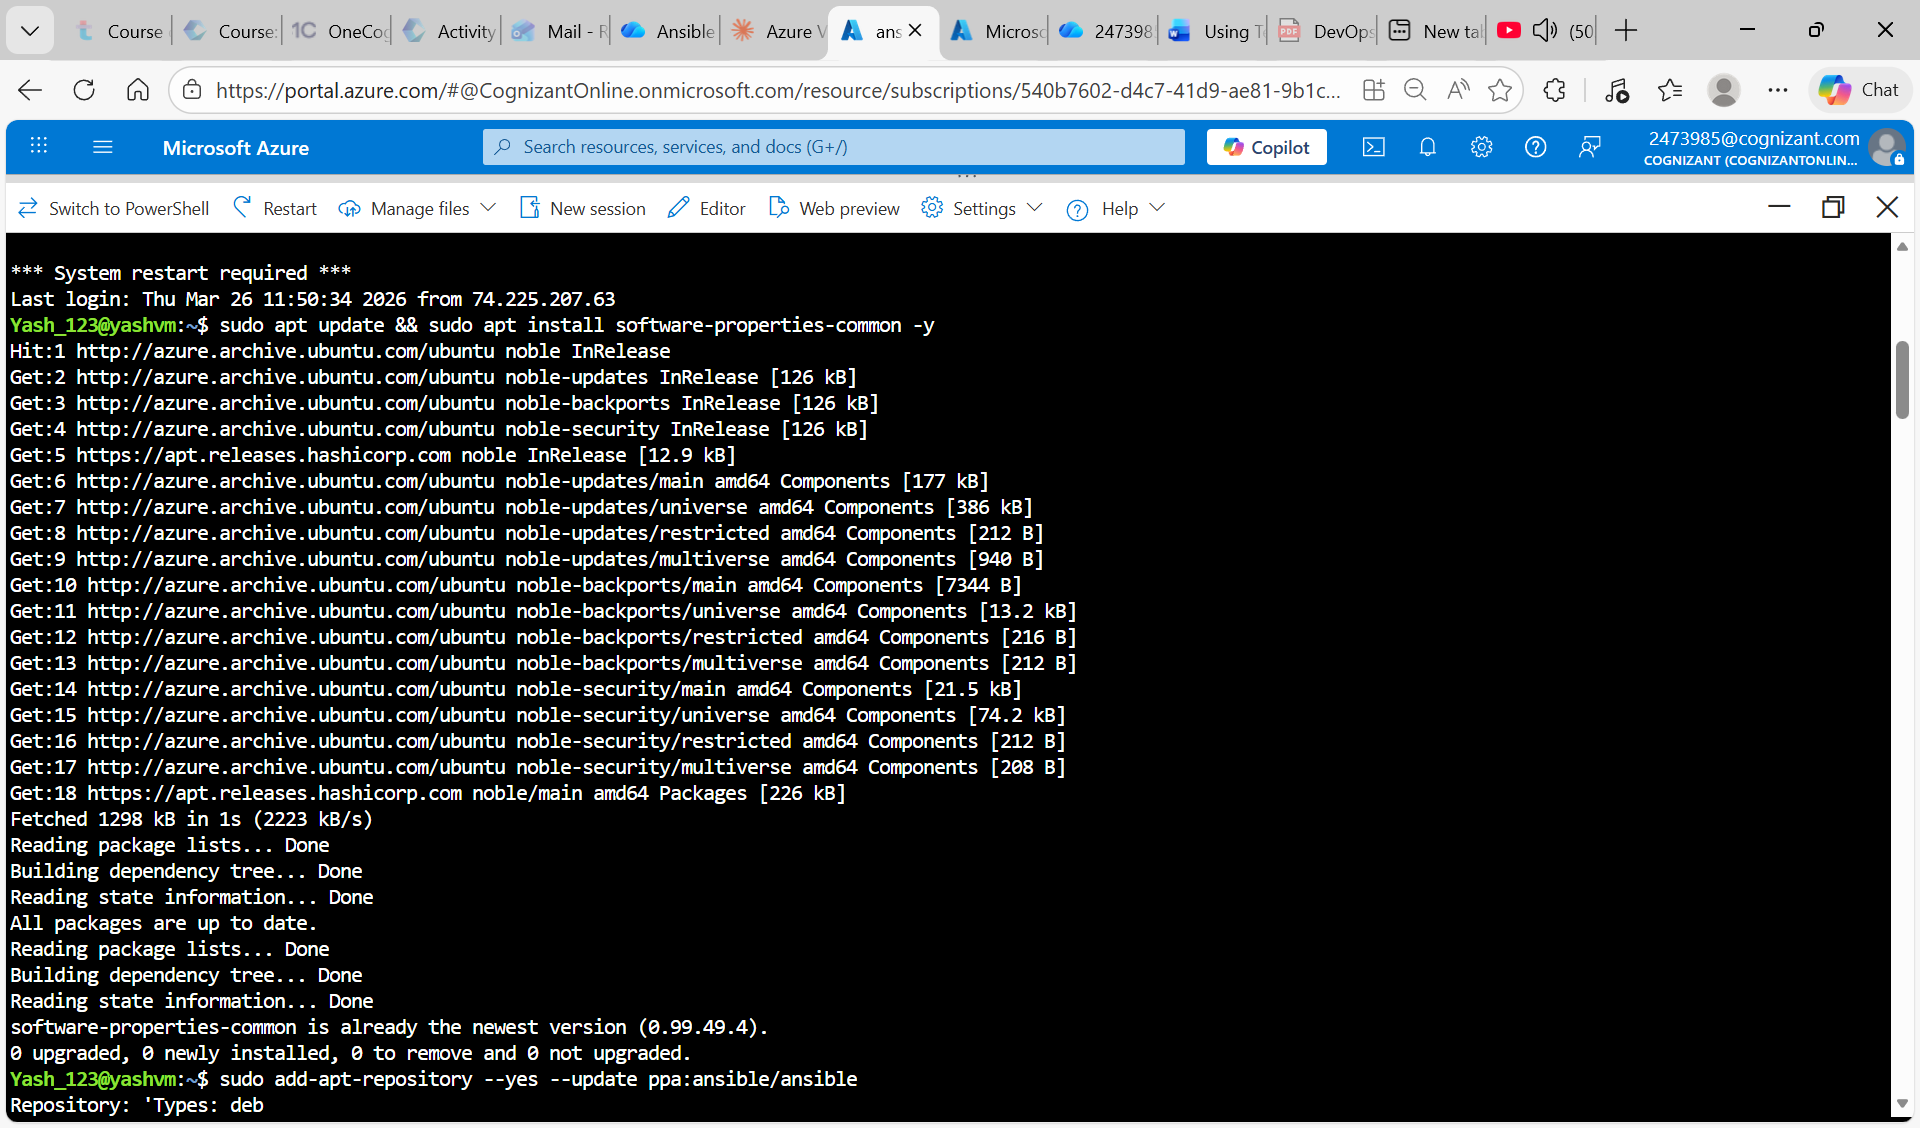 Course
Course:
1C OneCog
Activity
Mail - R
Ansible
Azure V
ans
Microso
247398
Using Te
PDF DevOps
New tab
(50
https://portal.azure.com/#@CognizantOnline.onmicrosoft.com/resource/subscriptions/540b7602-d4c7-41d9-ae81-9b1c...
Chat
Microsoft Azure
Search resources, services, and docs (G+/)
Copilot
2473985@cognizant.com
COGNIZANT (COGNIZANTONLIN...
Switch to PowerShell
Restart
Manage files
New session
Editor
Web preview
Settings
Help
*** System restart required ***
Last login: Thu Mar 26 11:50:34 2026 from 74.225.207.63
Yash_123@yashvm:~$ sudo apt update && sudo apt install software-properties-common -y
Hit:1 http://azure.archive.ubuntu.com/ubuntu noble InRelease
Get:2 http://azure.archive.ubuntu.com/ubuntu noble-updates InRelease [126 kB]
Get:3 http://azure.archive.ubuntu.com/ubuntu noble-backports InRelease [126 kB]
Get:4 http://azure.archive.ubuntu.com/ubuntu noble-security InRelease [126 kB]
Get:5 https://apt.releases.hashicorp.com noble InRelease [12.9 kB]
Get:6 http://azure.archive.ubuntu.com/ubuntu noble-updates/main amd64 Components [177 kB]
Get:7 http://azure.archive.ubuntu.com/ubuntu noble-updates/universe amd64 Components [386 kB]
Get:8 http://azure.archive.ubuntu.com/ubuntu noble-updates/restricted amd64 Components [212 B]
Get:9 http://azure.archive.ubuntu.com/ubuntu noble-updates/multiverse amd64 Components [940 B]
Get:10 http://azure.archive.ubuntu.com/ubuntu noble-backports/main amd64 Components [7344 B]
Get:11 http://azure.archive.ubuntu.com/ubuntu noble-backports/universe amd64 Components [13.2 kB]
Get:12 http://azure.archive.ubuntu.com/ubuntu noble-backports/restricted amd64 Components [216 B]
Get:13 http://azure.archive.ubuntu.com/ubuntu noble-backports/multiverse amd64 Components [212 B]
Get:14 http://azure.archive.ubuntu.com/ubuntu noble-security/main amd64 Components [21.5 kB]
Get:15 http://azure.archive.ubuntu.com/ubuntu noble-security/universe amd64 Components [74.2 kB]
Get:16 http://azure.archive.ubuntu.com/ubuntu noble-security/restricted amd64 Components [212 B]
Get:17 http://azure.archive.ubuntu.com/ubuntu noble-security/multiverse amd64 Components [208 B]
Get:18 https://apt.releases.hashicorp.com noble/main amd64 Packages [226 kB]
Fetched 1298 kB in 1s (2223 kB/s)
Reading package lists... Done
Building dependency tree... Done
Reading state information... Done
All packages are up to date.
Reading package lists... Done
Building dependency tree... Done
Reading state information... Done
software-properties-common is already the newest version (0.99.49.4).
0 upgraded, 0 newly installed, 0 to remove and 0 not upgraded.
Yash_123@yashvm:~$ sudo add-apt-repository --yes --update ppa:ansible/ansible
Repository: 'Types: deb